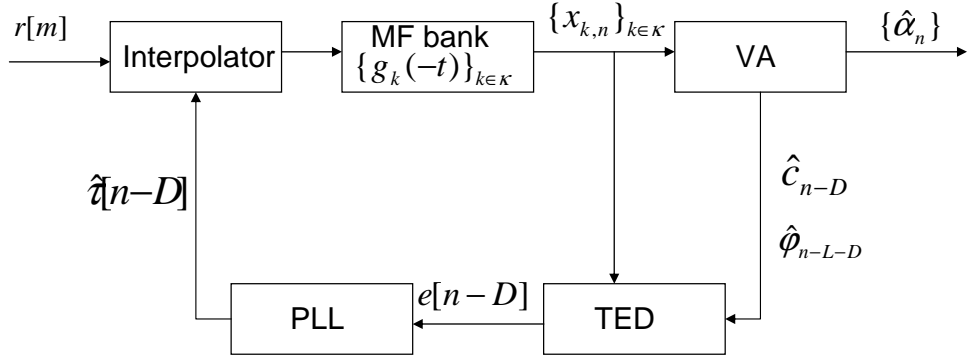 r[m]
Interpolator
MF bank
{g_k(-t)}_{k∈κ}
{x_{k,n}}_{k∈κ}
VA
{α̂_n}
τ̂[n-D]
ĉ_{n-D}
φ̂_{n-L-D}
PLL
e[n-D]
TED